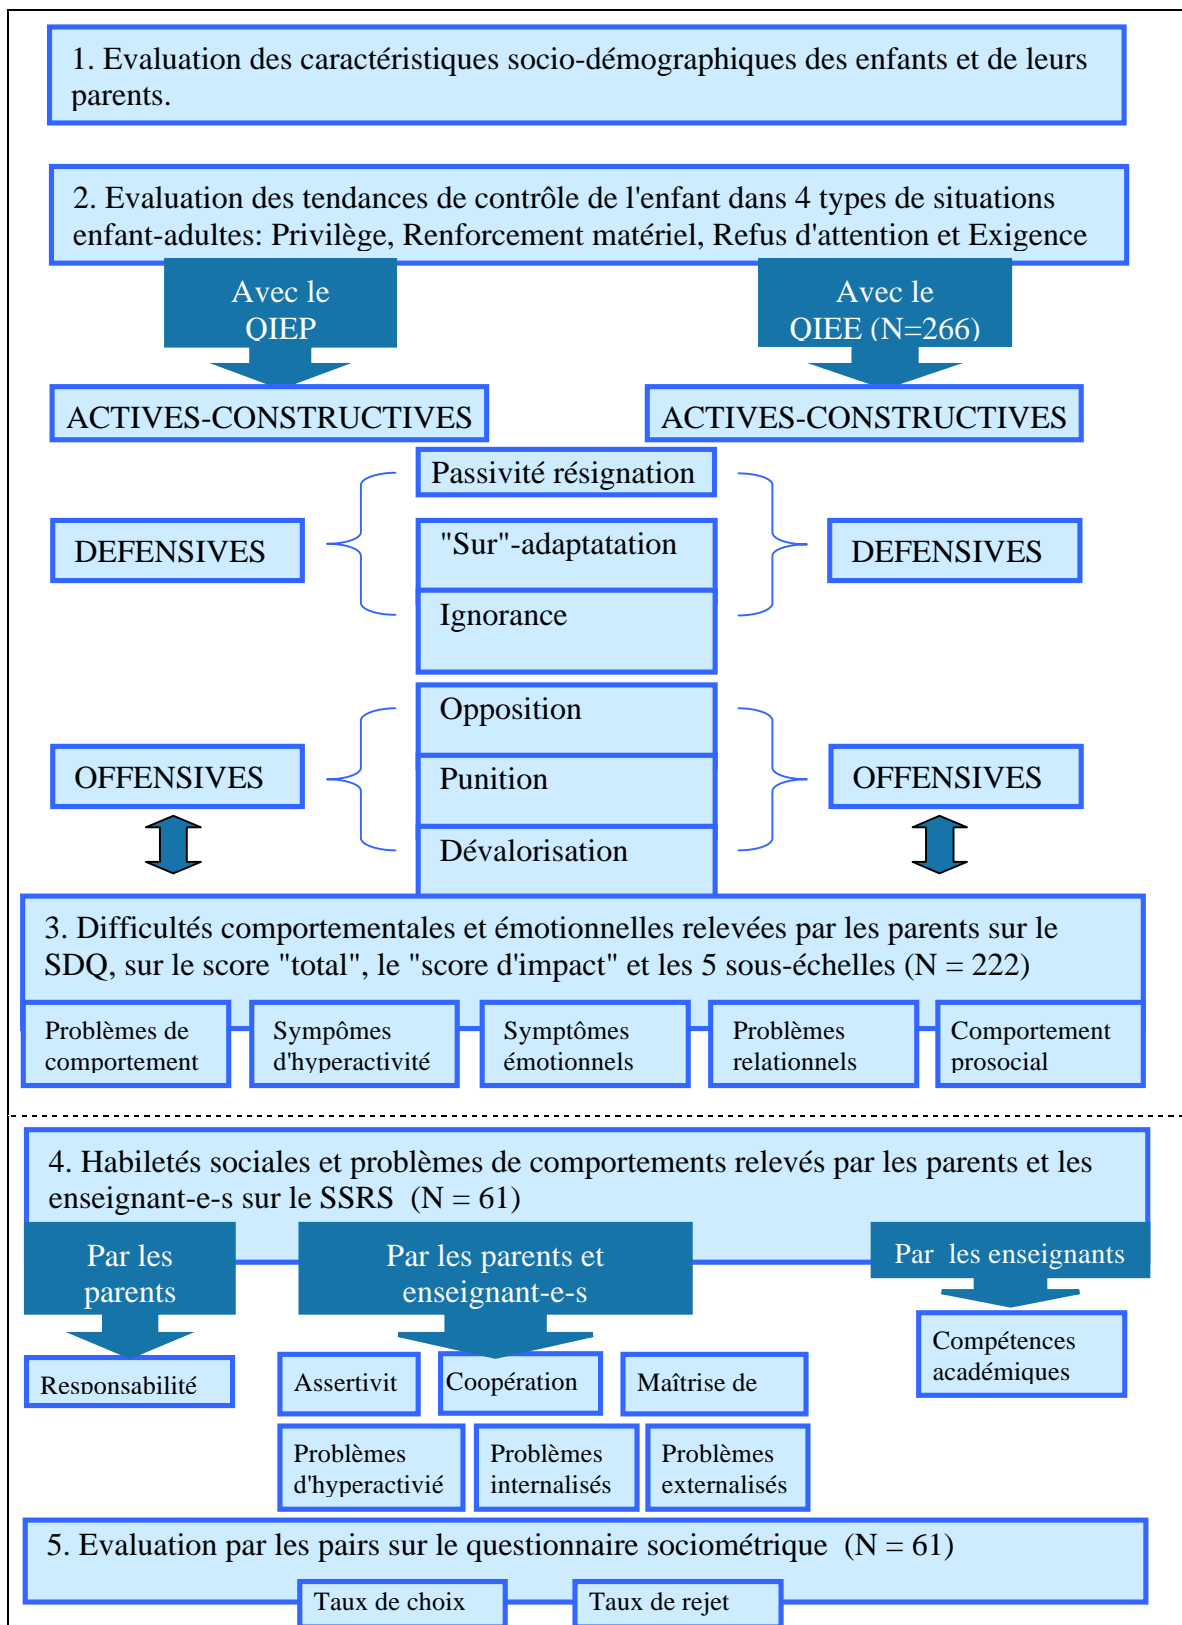 1. Evaluation des caractéristiques socio-démographiques des enfants et de leurs
parents.
2. Evaluation des tendances de contrôle de l'enfant dans 4 types de situations
enfant-adultes: Privilège, Renforcement matériel, Refus d'attention et Exigence
Avec le
QIEP
Avec le
QIEE (N=266)
ACTIVES-CONSTRUCTIVES
ACTIVES-CONSTRUCTIVES
Passivité résignation
DEFENSIVES
"Sur"-adaptatation
DEFENSIVES
Ignorance
Opposition
OFFENSIVES
Punition
OFFENSIVES
Dévalorisation
3. Difficultés comportementales et émotionnelles relevées par les parents sur le
SDQ, sur le score "total", le "score d'impact" et les 5 sous-échelles (N = 222)
Problèmes de
comportement
Sympômes
d'hyperactivité
Symptômes
émotionnels
Problèmes
relationnels
Comportement
prosocial
4. Habiletés sociales et problèmes de comportements relevés par les parents et les
enseignant-e-s sur le SSRS (N = 61)
Par les
parents
Par les parents et
enseignant-e-s
Par les enseignants
Responsabilité
Assertivit
Coopération
Maîtrise de
Compétences
académiques
Problèmes
d'hyperactivié
Problèmes
internalisés
Problèmes
externalisés
5. Evaluation par les pairs sur le questionnaire sociométrique (N = 61)
Taux de choix
Taux de rejet